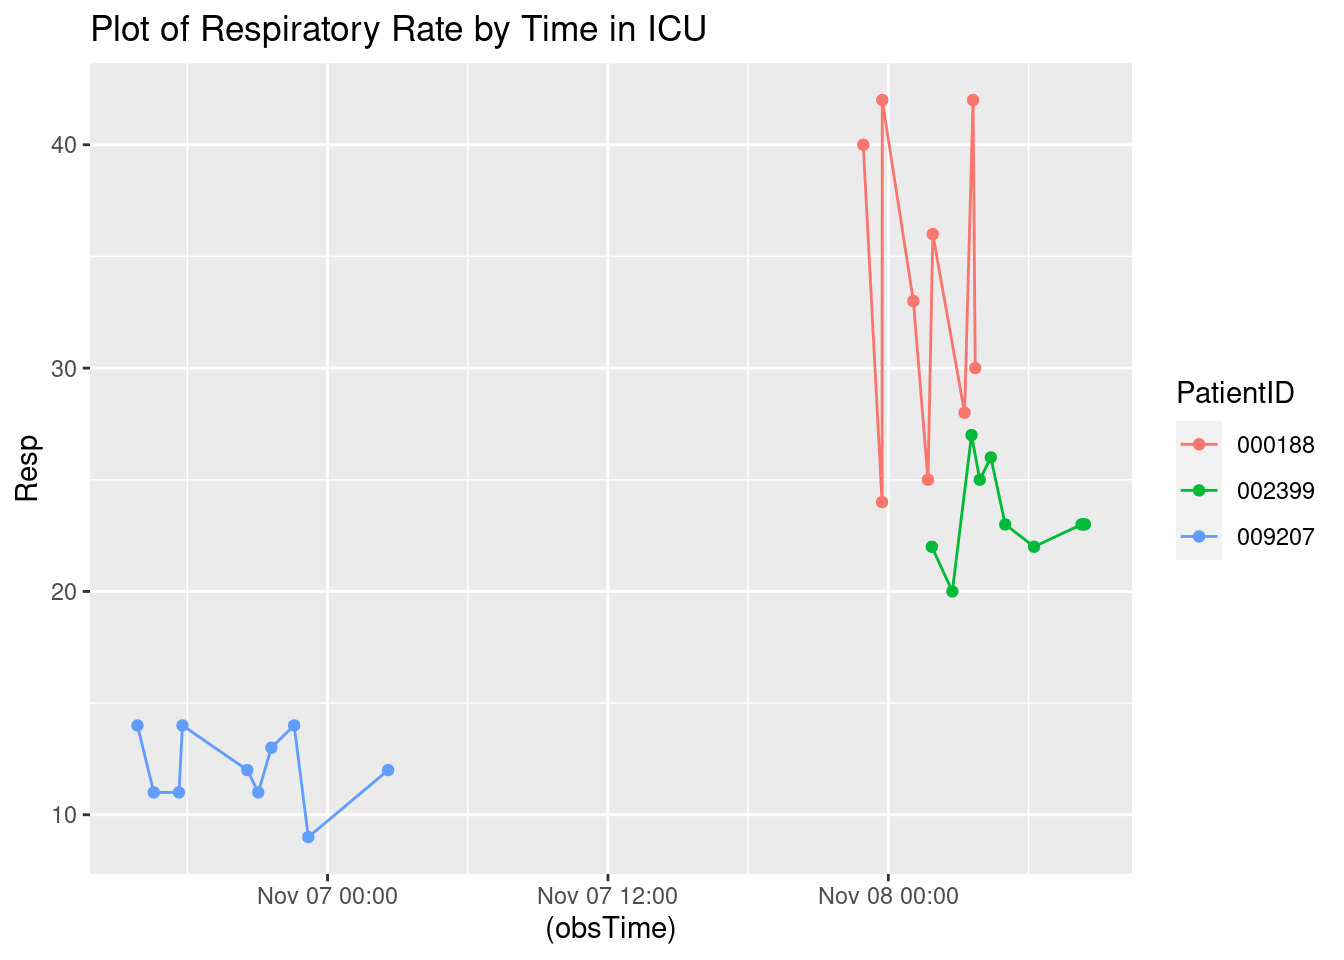 Plot of Respiratory Rate by Time in ICU
40
30
20
10
Resp
Nov 07 00:00
Nov 07 12:00
Nov 08 00:00
(obsTime)
PatientID
000188
002399
009207